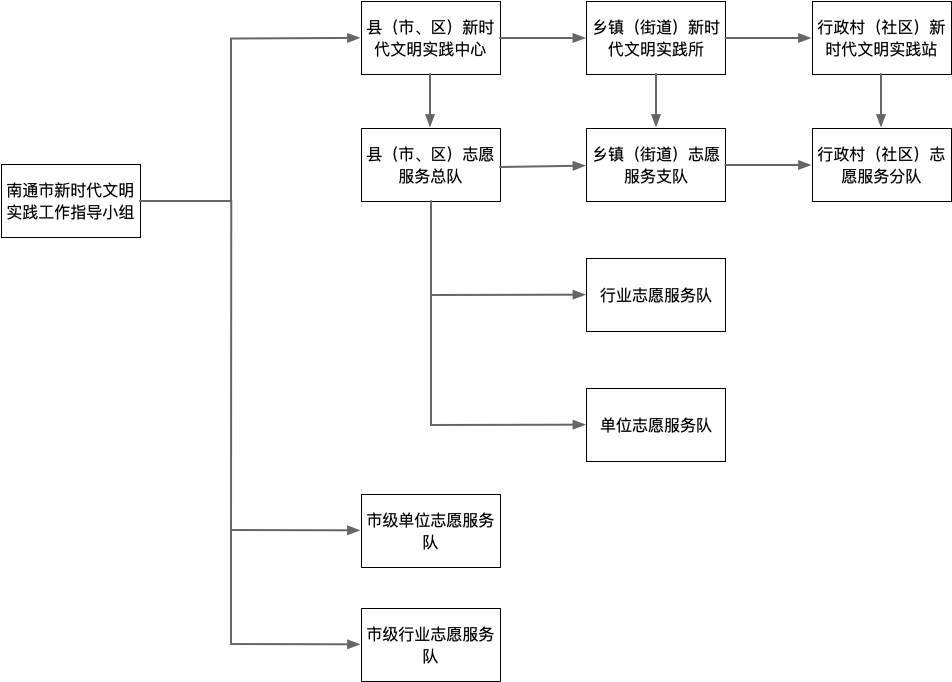 县（市、区）新时
代文明实践中心
乡镇（街道）新时
代文明实践所
行政村（社区）新
时代文明实践站
县（市、区）志愿
服务总队
乡镇（街道）志愿
服务支队
行政村（社区）志
愿服务分队
南通市新时代文明
实践工作指导小组
行业志愿服务队
单位志愿服务队
市级单位志愿服务
队
市级行业志愿服务
队